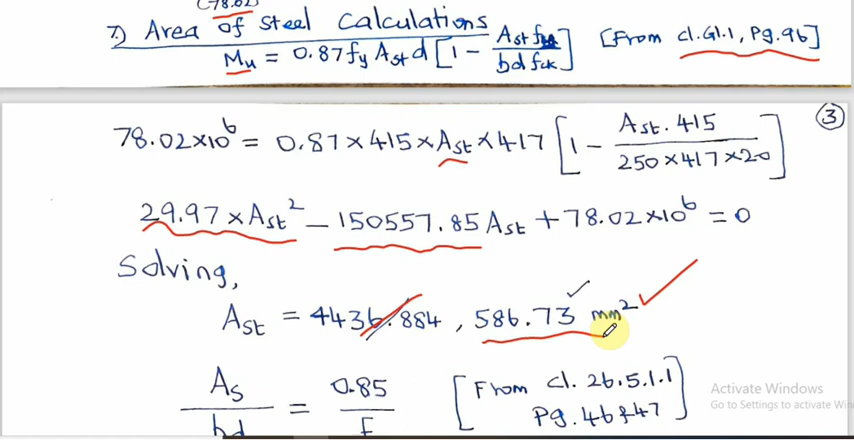 (78.02)
7.) Area of Steel Calculations
Mu = 0.87 fy Ast d [1 - Ast fy / bd fck] [From cl.G1.1, Pg.96]
3
78.02×10^6 = 0.87×415×Ast×417 [1 - Ast.415 / 250×417×20]
29.97×Ast^2 - 150557.85 Ast + 78.02×10^6 = 0
Solving,
Ast = 4436.884, 586.73 mm^2
As / bd = 0.85 / F [From cl. 26.5.1.1
Pg.46&47]
Activate Windows
Go to Settings to activate Win